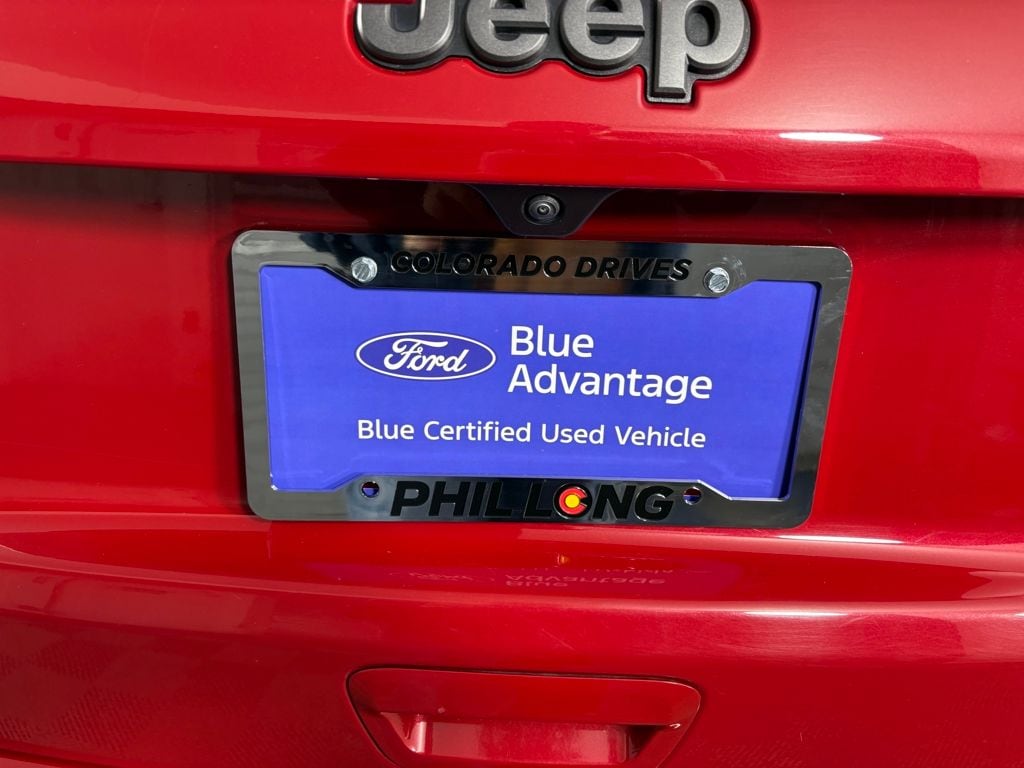 Jeep
COLORADO DRIVES
Ford
Blue
Advantage
Blue Certified Used Vehicle
PHIL LONG